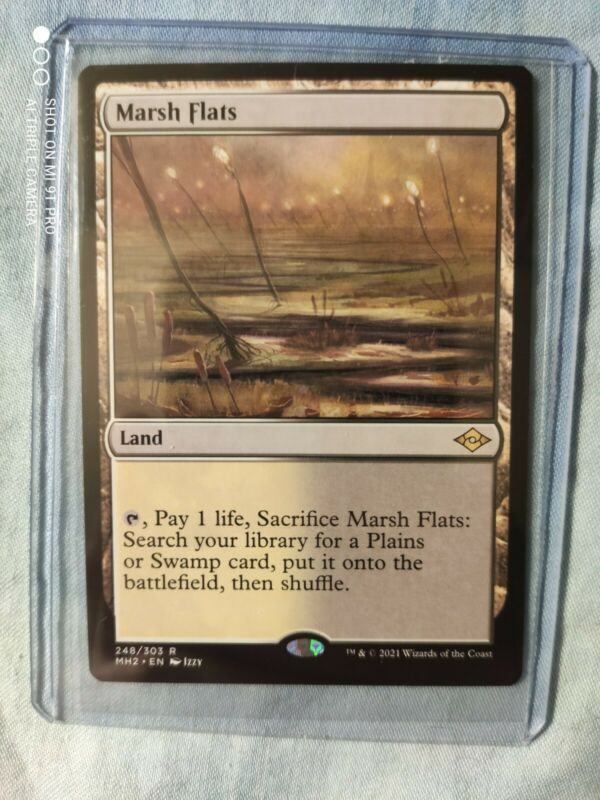 Marsh Flats
Land
, Pay 1 life, Sacrifice Marsh Flats:
Search your library for a Plains
or Swamp card, put it onto the
battlefield, then shuffle.
248/303 R
MH2 • EN Izzy
™ & © 2021 Wizards of the Coast
SHOT ON MI 9T PRO
AI TRIPLE CAMERA